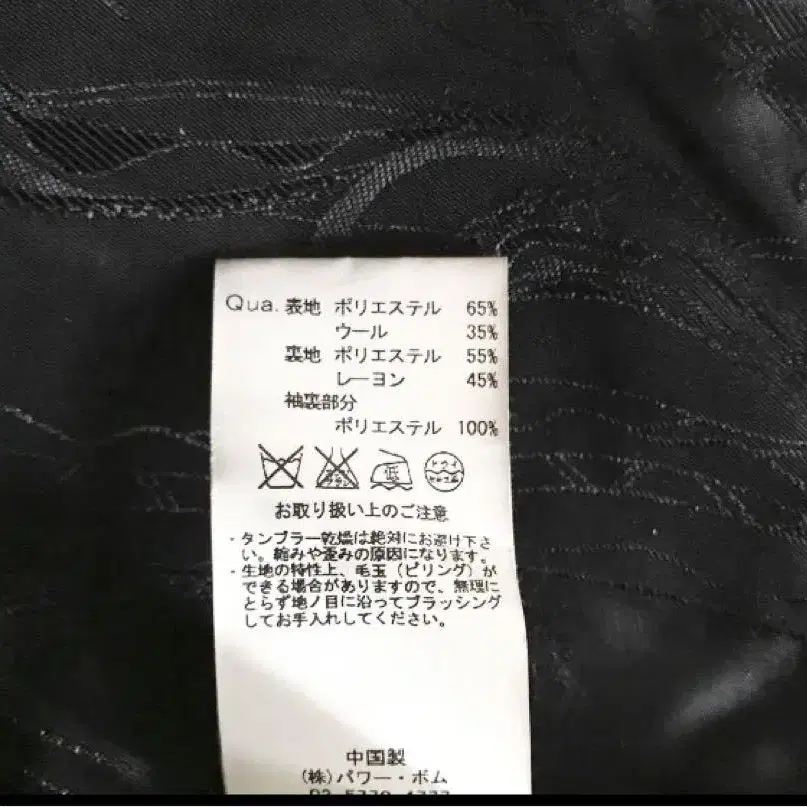 Qua. 表地 ポリエステル 65%
ウール 35%
裏地 ポリエステル 55%
レーヨン 45%
袖裏部分
ポリエステル 100%
低
お取り扱い上のご注意
・タンブラー乾燥は絶対にお避け下さ
い。縮みや歪みの原因になります。
・生地の特性上、毛玉（ピリング）が
できる場合がありますので、無理に
とらず地ノ目に沿ってブラッシング
してお手入れしてください。
中国製
(株)パワー・ボム